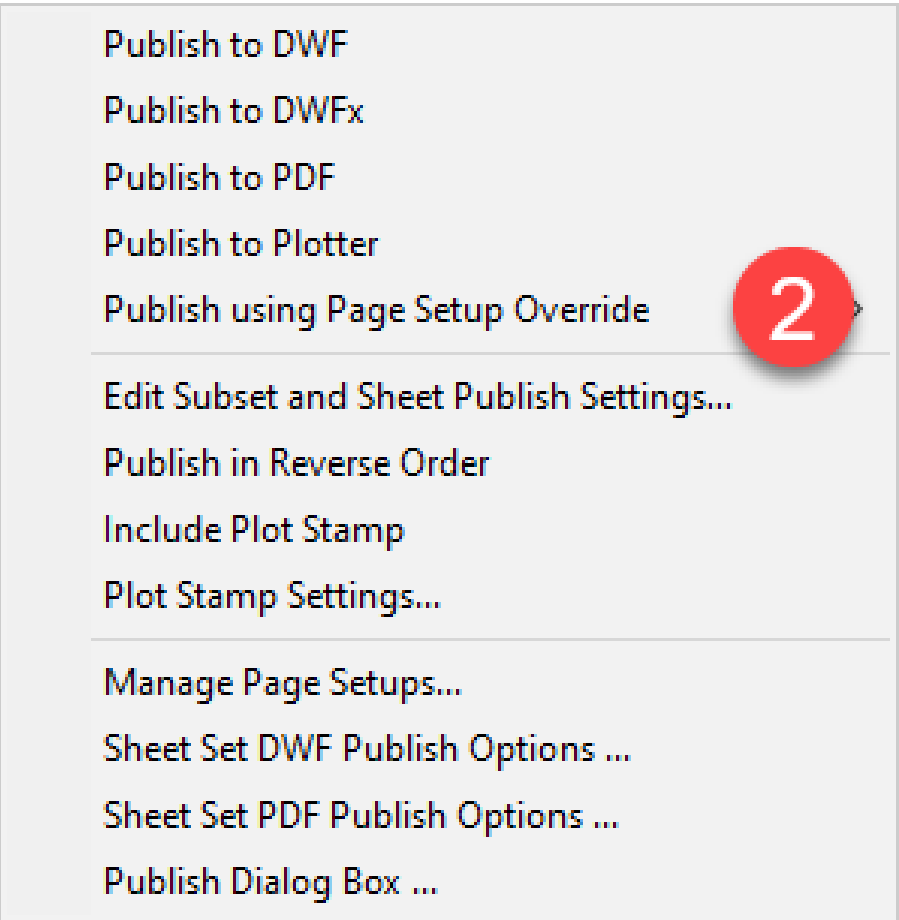 Publish to DWF
Publish to DWFx
Publish to PDF
Publish to Plotter
Publish using Page Setup Override 2
Edit Subset and Sheet Publish Settings...
Publish in Reverse Order
Include Plot Stamp
Plot Stamp Settings...
Manage Page Setups...
Sheet Set DWF Publish Options ...
Sheet Set PDF Publish Options ...
Publish Dialog Box ...